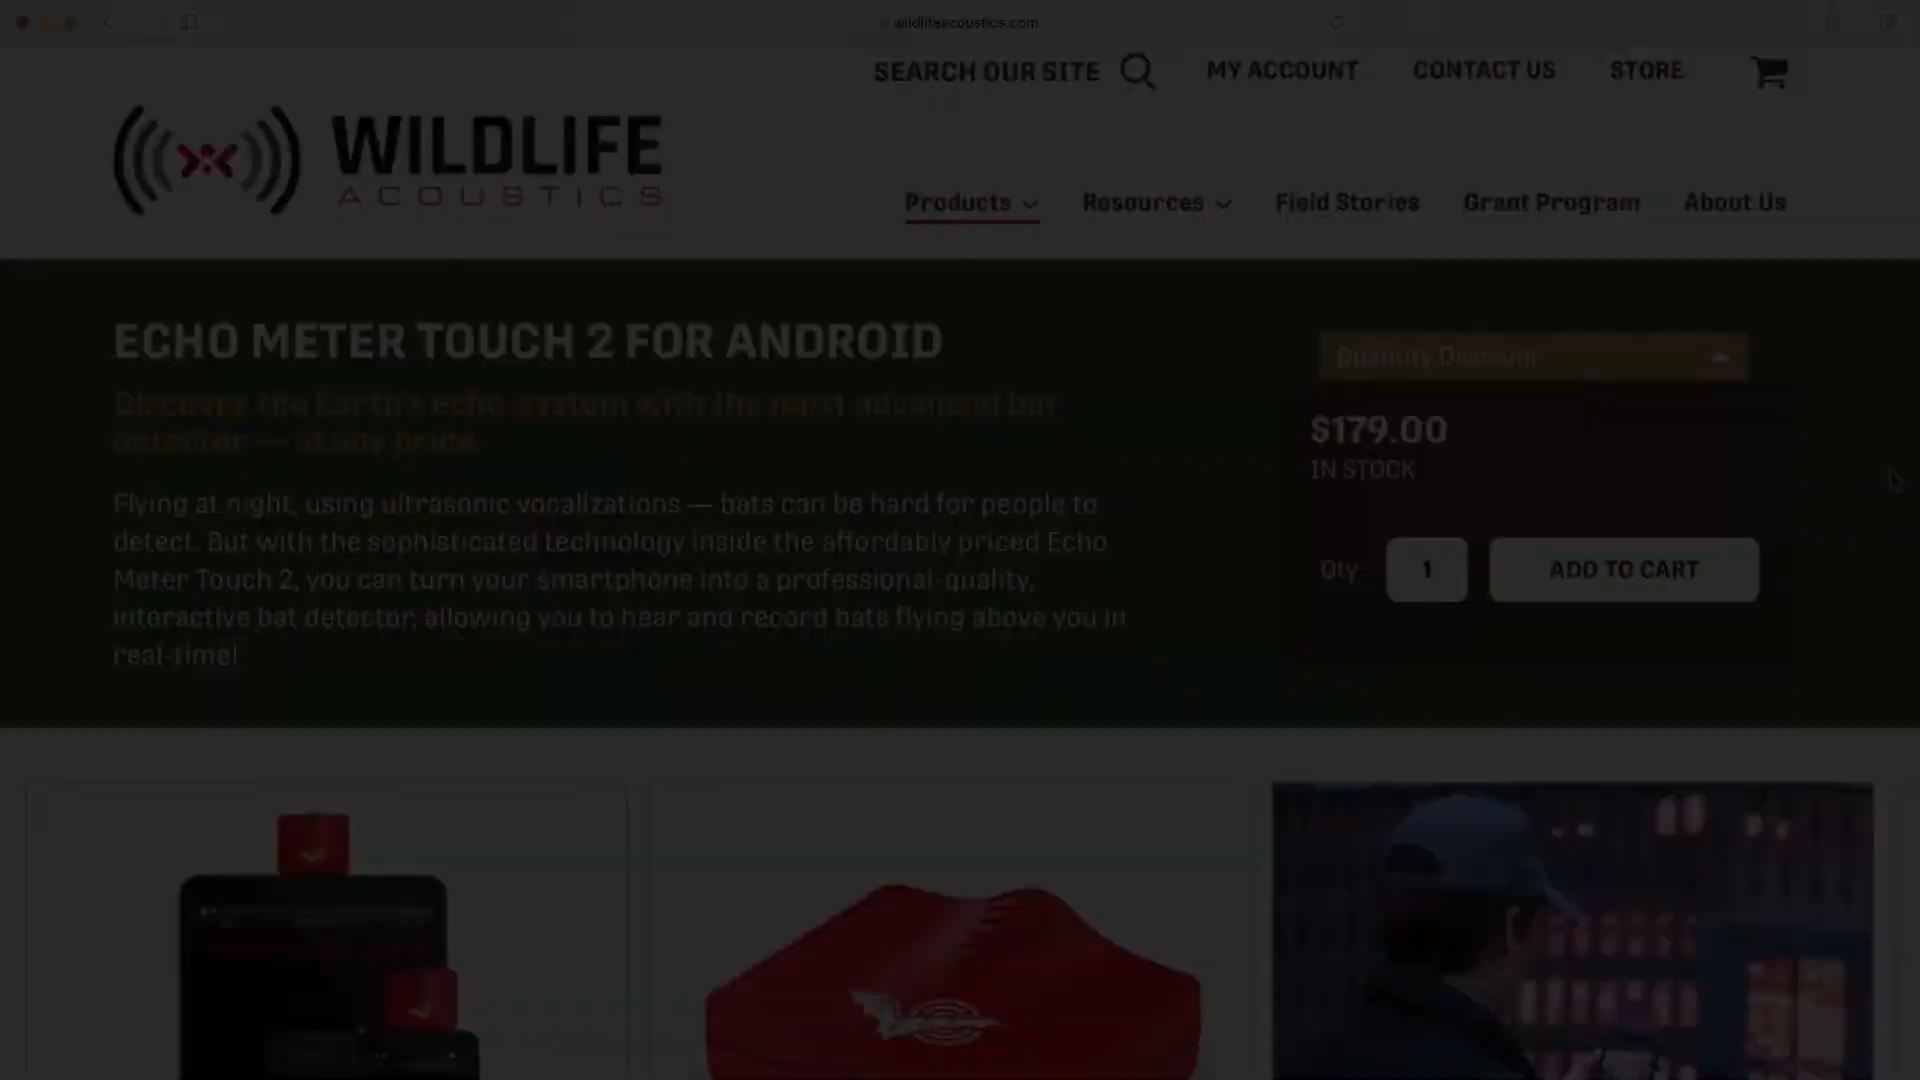 wildlifeacoustics.com
SEARCH OUR SITE MY ACCOUNT CONTACT US STORE
WILDLIFE
ACOUSTICS
Products Resources Field Stories Grant Program About Us
ECHO METER TOUCH 2 FOR ANDROID
Quantity Discount
Discover the Earth's echo-system with the most advanced bat
detector — at any price.
$179.00
IN STOCK
Flying at night, using ultrasonic vocalizations — bats can be hard for people to
detect. But with the sophisticated technology inside the affordably priced Echo
Meter Touch 2, you can turn your smartphone into a professional-quality,
interactive bat detector, allowing you to hear and record bats flying above you in
real-time!
Qty 1 ADD TO CART